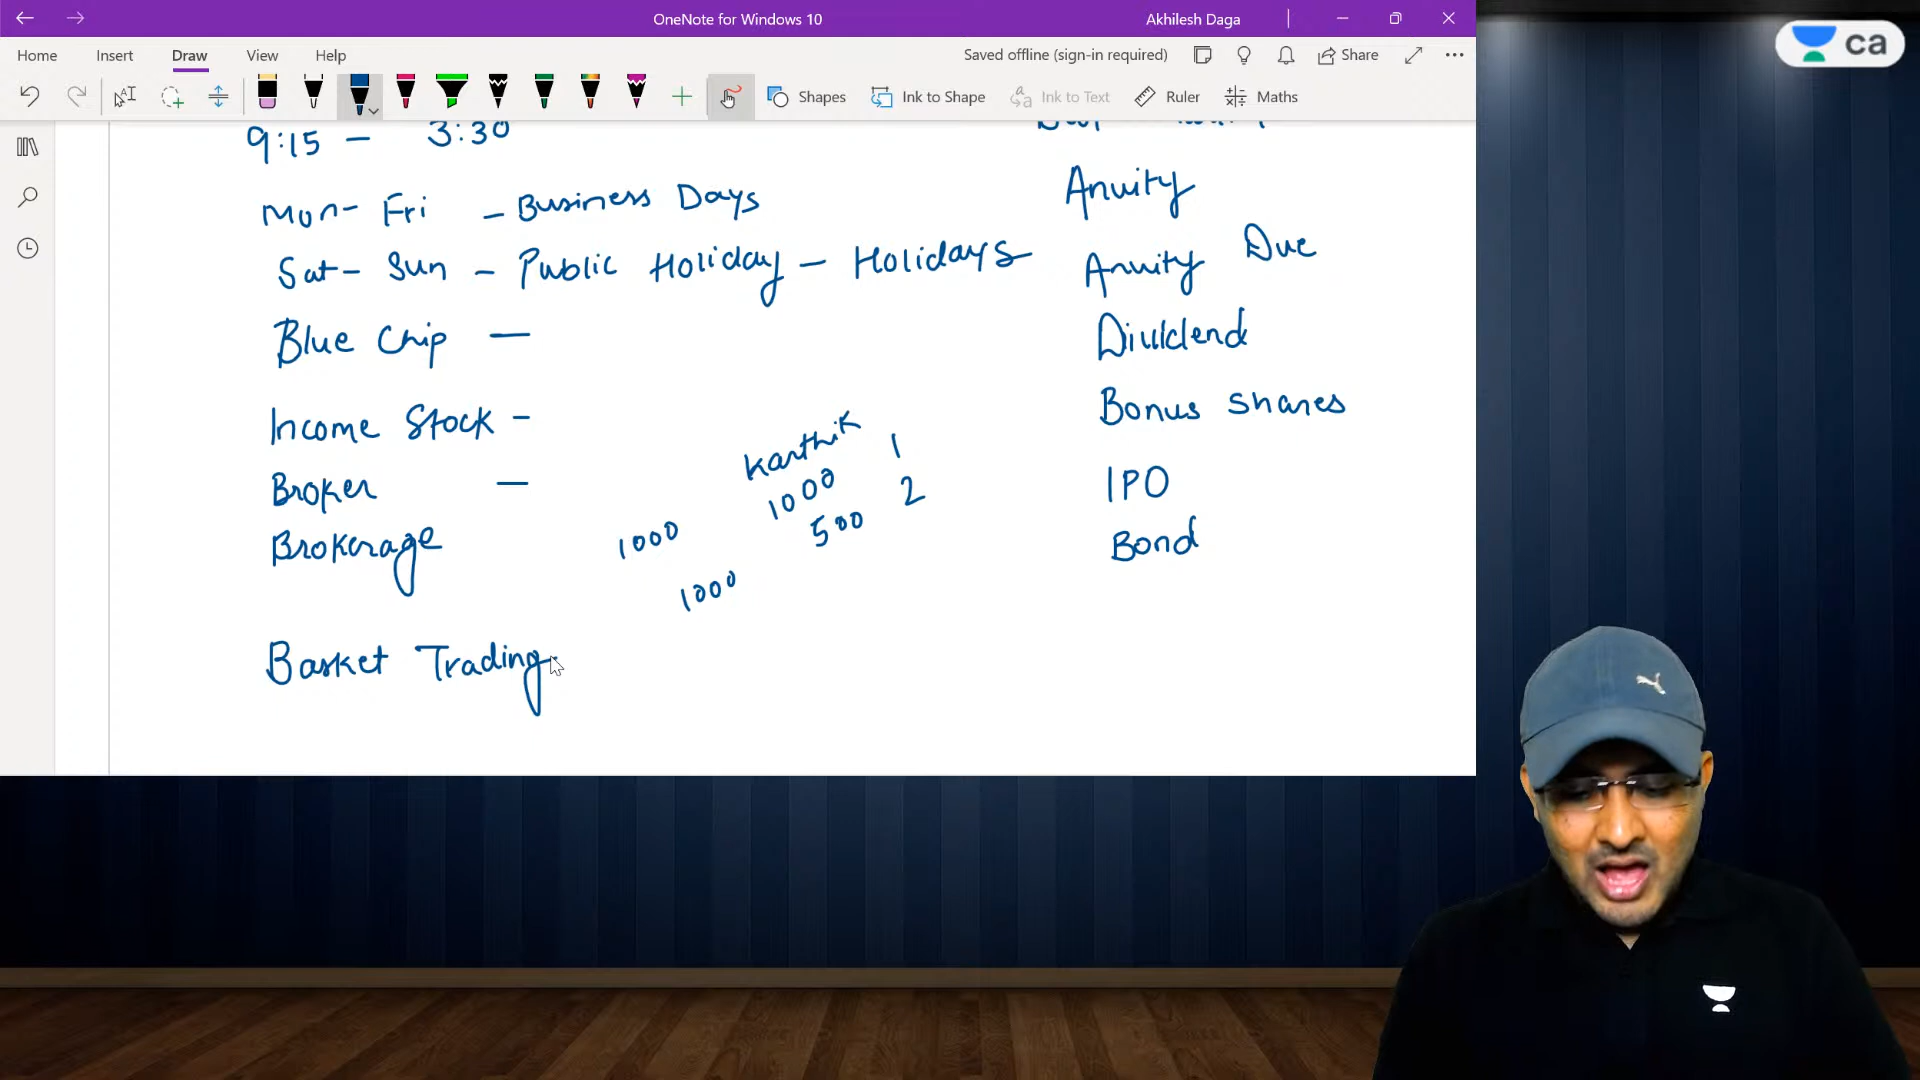 OneNote for Windows 10
Akhilesh Daga
Home Insert Draw View Help
Saved offline (sign-in required)
Share
Shapes
Ink to Shape
Ink to Text
Ruler
Maths
ca
9:15 - 3:30
Mon- Fri - Business Days
Sat- Sun - Public Holiday - Holidays
Blue Chip -
Income Stock -
Broker -
Brokerage
Basket Trading
Karthik 1
1000 2
500
1000
1000
Anuity
Anuity Due
Dividend
Bonus Shares
IPO
Bond